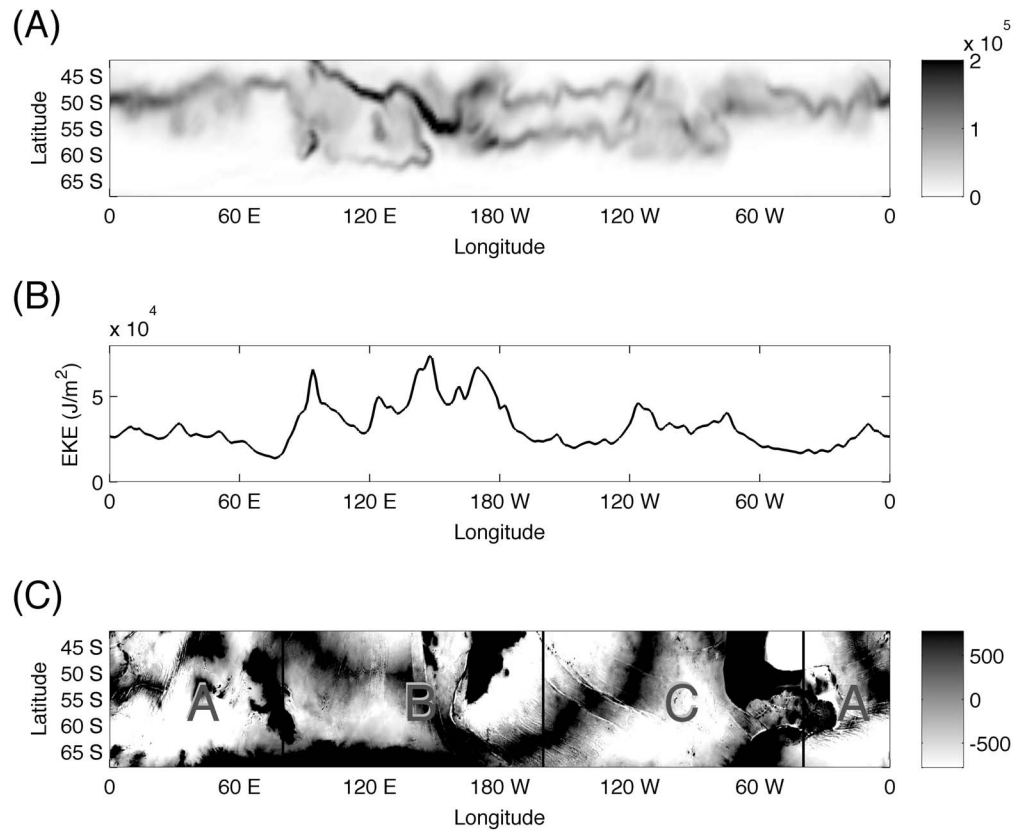 (A)
x 10^5
45 S
50 S
55 S
60 S
65 S
Latitude
2
1
0
0 60 E 120 E 180 W 120 W 60 W 0
Longitude
(B)
x 10^4
EKE (J/m²)
5
0
0 60 E 120 E 180 W 120 W 60 W 0
Longitude
(C)
45 S
50 S
55 S
60 S
65 S
Latitude
A B C A
500
0
-500
0 60 E 120 E 180 W 120 W 60 W 0
Longitude